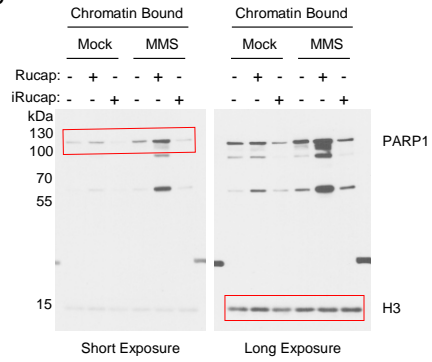 Chromatin Bound Chromatin Bound
Mock MMS Mock MMS
Rucap: - + - - + - - + - - + -
iRucap: - - + - - + - - + - - +
kDa
130
100
70
55
15
PARP1
H3
Short Exposure Long Exposure